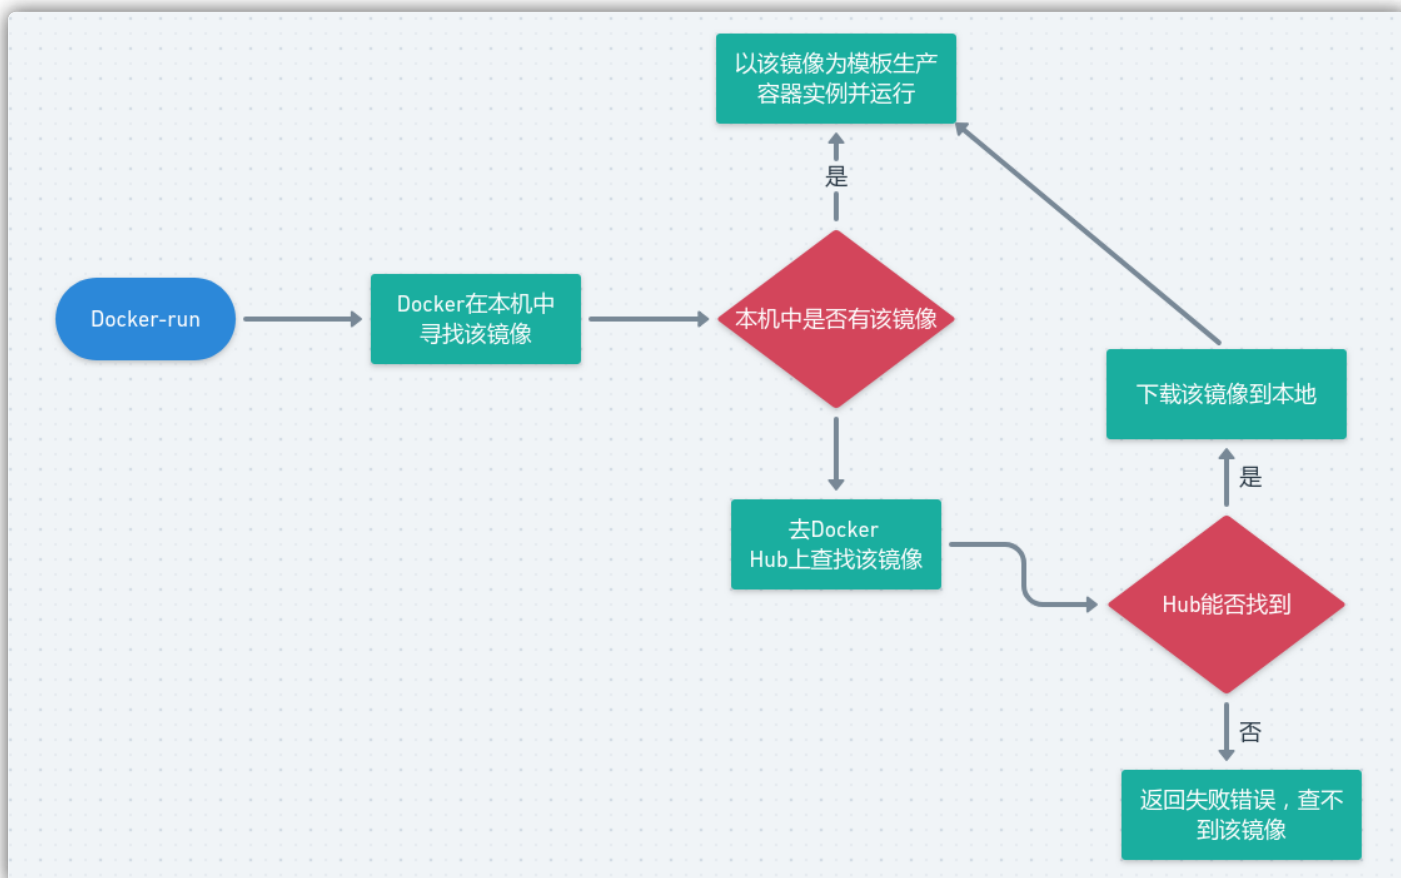 以该镜像为模板生产
容器实例并运行
是
Docker-run
Docker在本机中
寻找该镜像
本机中是否有该镜像
下载该镜像到本地
是
去Docker
Hub上查找该镜像
Hub能否找到
否
返回失败错误，查不
到该镜像